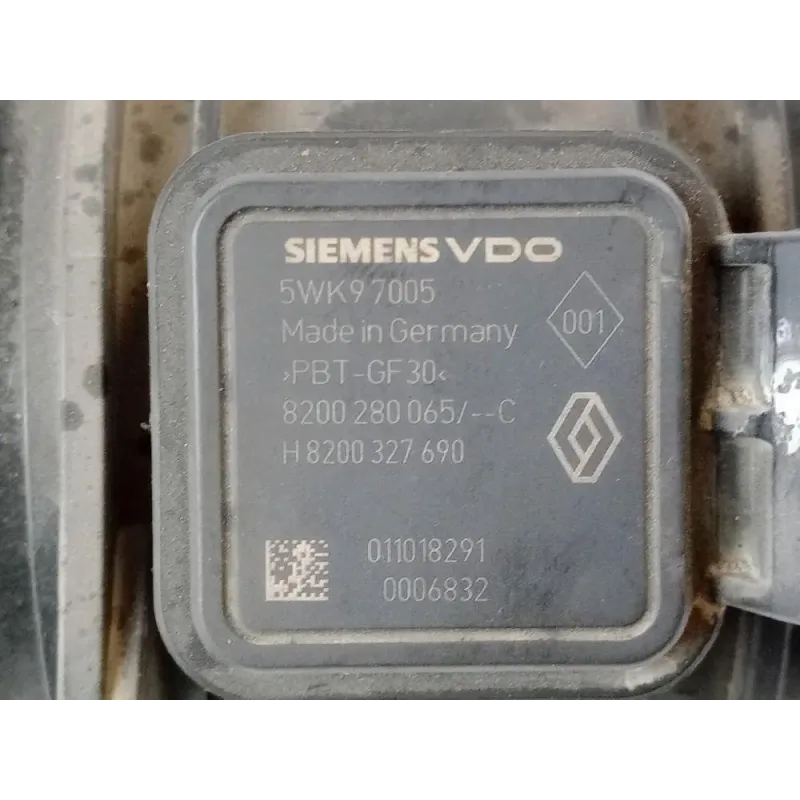 SIEMENS VDO
5WK9 7005
001
Made in Germany
>PBT-GF30<
8200 280 065/--C
H 8200 327 690
011018291
0006832